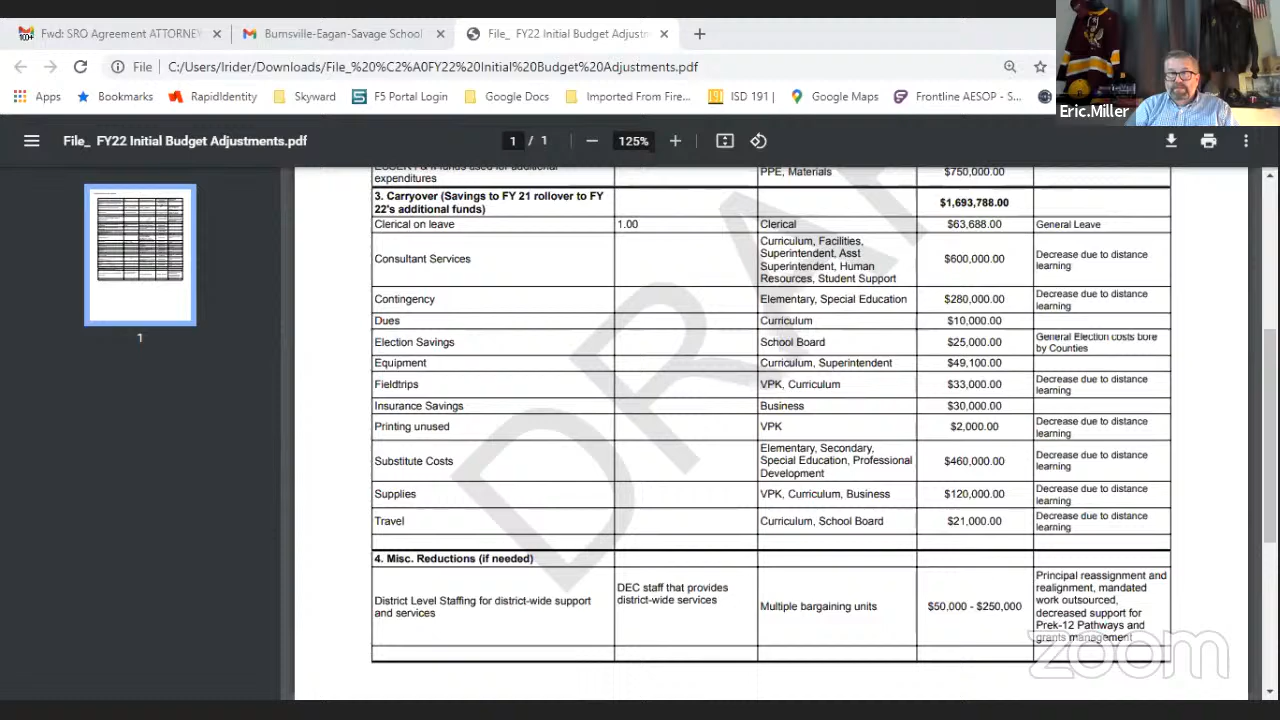 Fwd: SRO Agreement ATTORNEY
Burnsville-Eagan-Savage School
File_ FY22 Initial Budget Adjustm
File C:/Users/lrider/Downloads/File_%20%C2%A0FY22%20Initial%20Budget%20Adjustments.pdf
Apps Bookmarks RapidIdentity Skyward F5 Portal Login Google Docs Imported From Fire... ISD 191 | Google Maps Frontline AESOP - S...
Eric.Miller
File_ FY22 Initial Budget Adjustments.pdf
1 / 1
125%
1
expenditures PPE, Materials $750,000.00
3. Carryover (Savings to FY 21 rollover to FY
22's additional funds) $1,693,788.00
Clerical on leave 1.00 Clerical $63,688.00 General Leave
Consultant Services
Curriculum, Facilities,
Superintendent, Asst
Superintendent, Human
Resources, Student Support
$600,000.00
Decrease due to distance
learning
Contingency Elementary, Special Education $280,000.00
Decrease due to distance
learning
Dues Curriculum $10,000.00
Election Savings School Board $25,000.00
General Election costs bore
by Counties
Equipment Curriculum, Superintendent $49,100.00
Fieldtrips VPK, Curriculum $33,000.00
Decrease due to distance
learning
Insurance Savings Business $30,000.00
Printing unused VPK $2,000.00
Decrease due to distance
learning
Substitute Costs
Elementary, Secondary,
Special Education, Professional
Development
$460,000.00
Decrease due to distance
learning
Supplies VPK, Curriculum, Business $120,000.00
Decrease due to distance
learning
Travel Curriculum, School Board $21,000.00
Decrease due to distance
learning
4. Misc. Reductions (if needed)
District Level Staffing for district-wide support
and services
DEC staff that provides
district-wide services
Multiple bargaining units
$50,000 - $250,000
Principal reassignment and
realignment, mandated
work outsourced,
decreased support for
Prek-12 Pathways and
grants management
DRAF
zoom